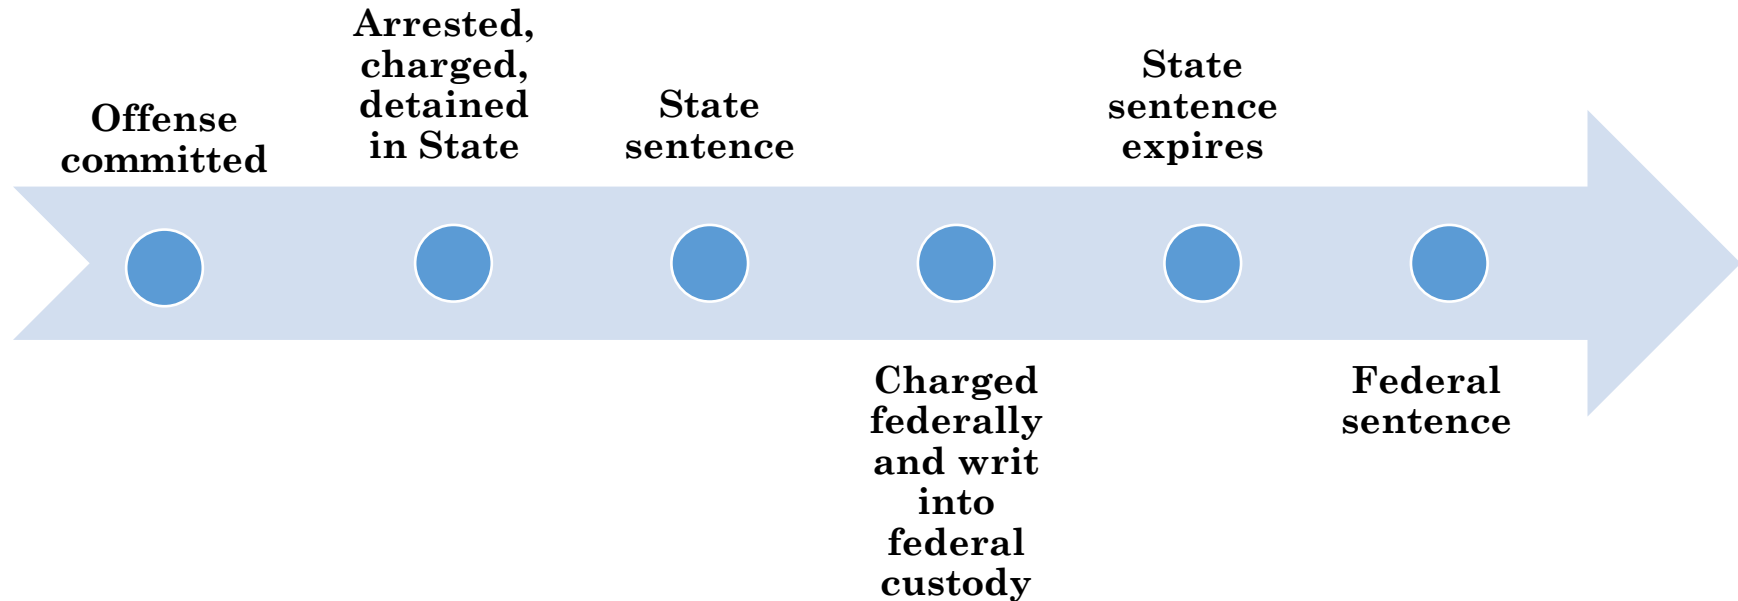 Offense
committed
Arrested,
charged,
detained
in State
State
sentence
Charged
federally
and writ
into
federal
custody
State
sentence
expires
Federal
sentence